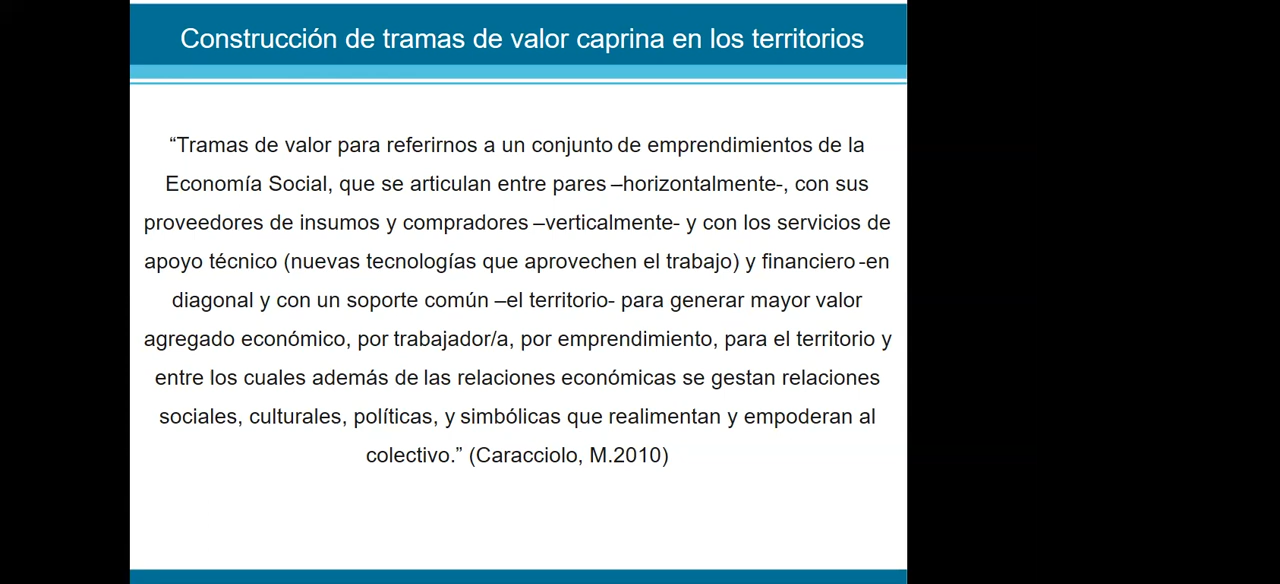 Construcción de tramas de valor caprina en los territorios
“Tramas de valor para referirnos a un conjunto de emprendimientos de la
Economía Social, que se articulan entre pares –horizontalmente-, con sus
proveedores de insumos y compradores –verticalmente- y con los servicios de
apoyo técnico (nuevas tecnologías que aprovechen el trabajo) y financiero -en
diagonal y con un soporte común –el territorio- para generar mayor valor
agregado económico, por trabajador/a, por emprendimiento, para el territorio y
entre los cuales además de las relaciones económicas se gestan relaciones
sociales, culturales, políticas, y simbólicas que realimentan y empoderan al
colectivo.” (Caracciolo, M.2010)